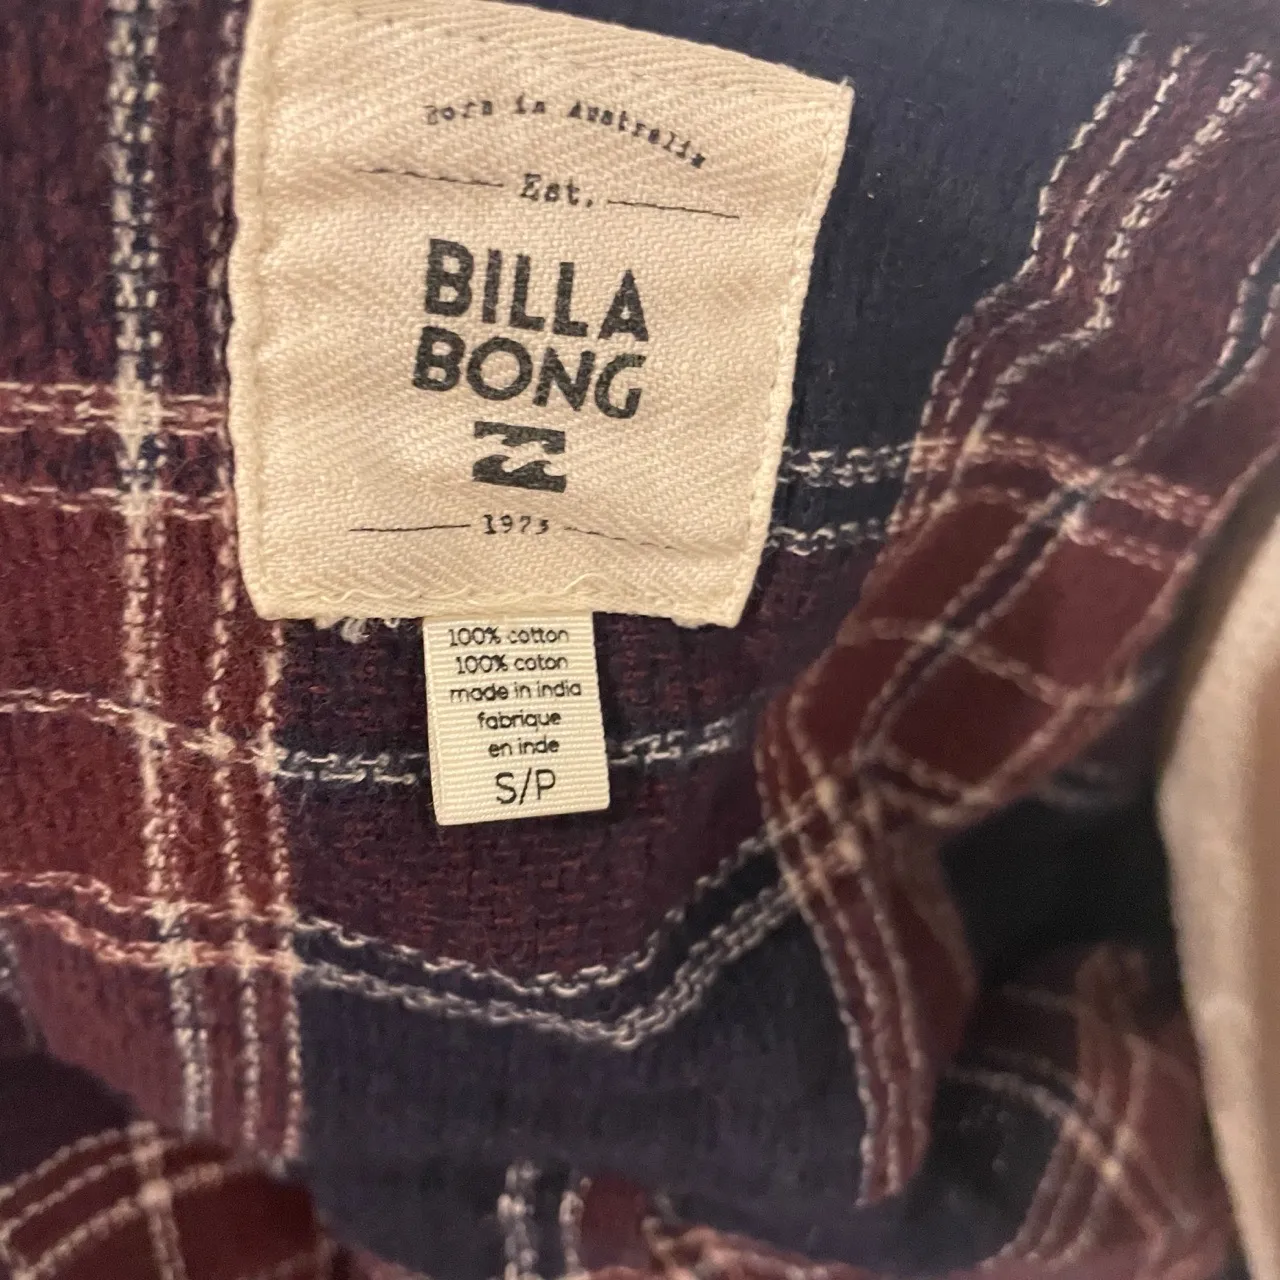 Born in Australia
Est.
BILLA
BONG
1973
100% cotton
100% coton
made in india
fabrique
en inde
S/P